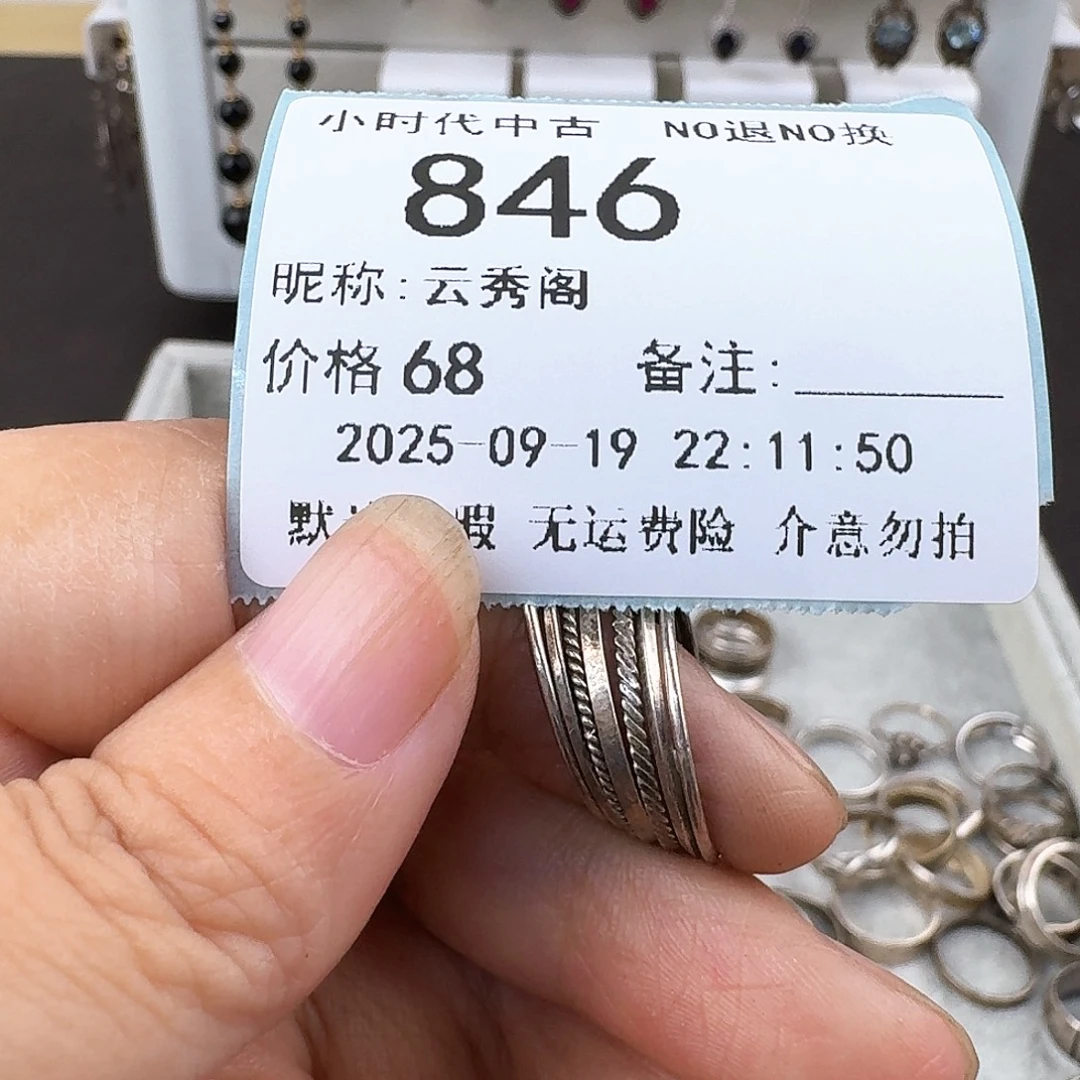 小时代中古 NO退NO换
846
昵称:云秀阁
价格 68 备注:
2025-09-19 22:11:50
默 瑕 无运费险 介意勿拍